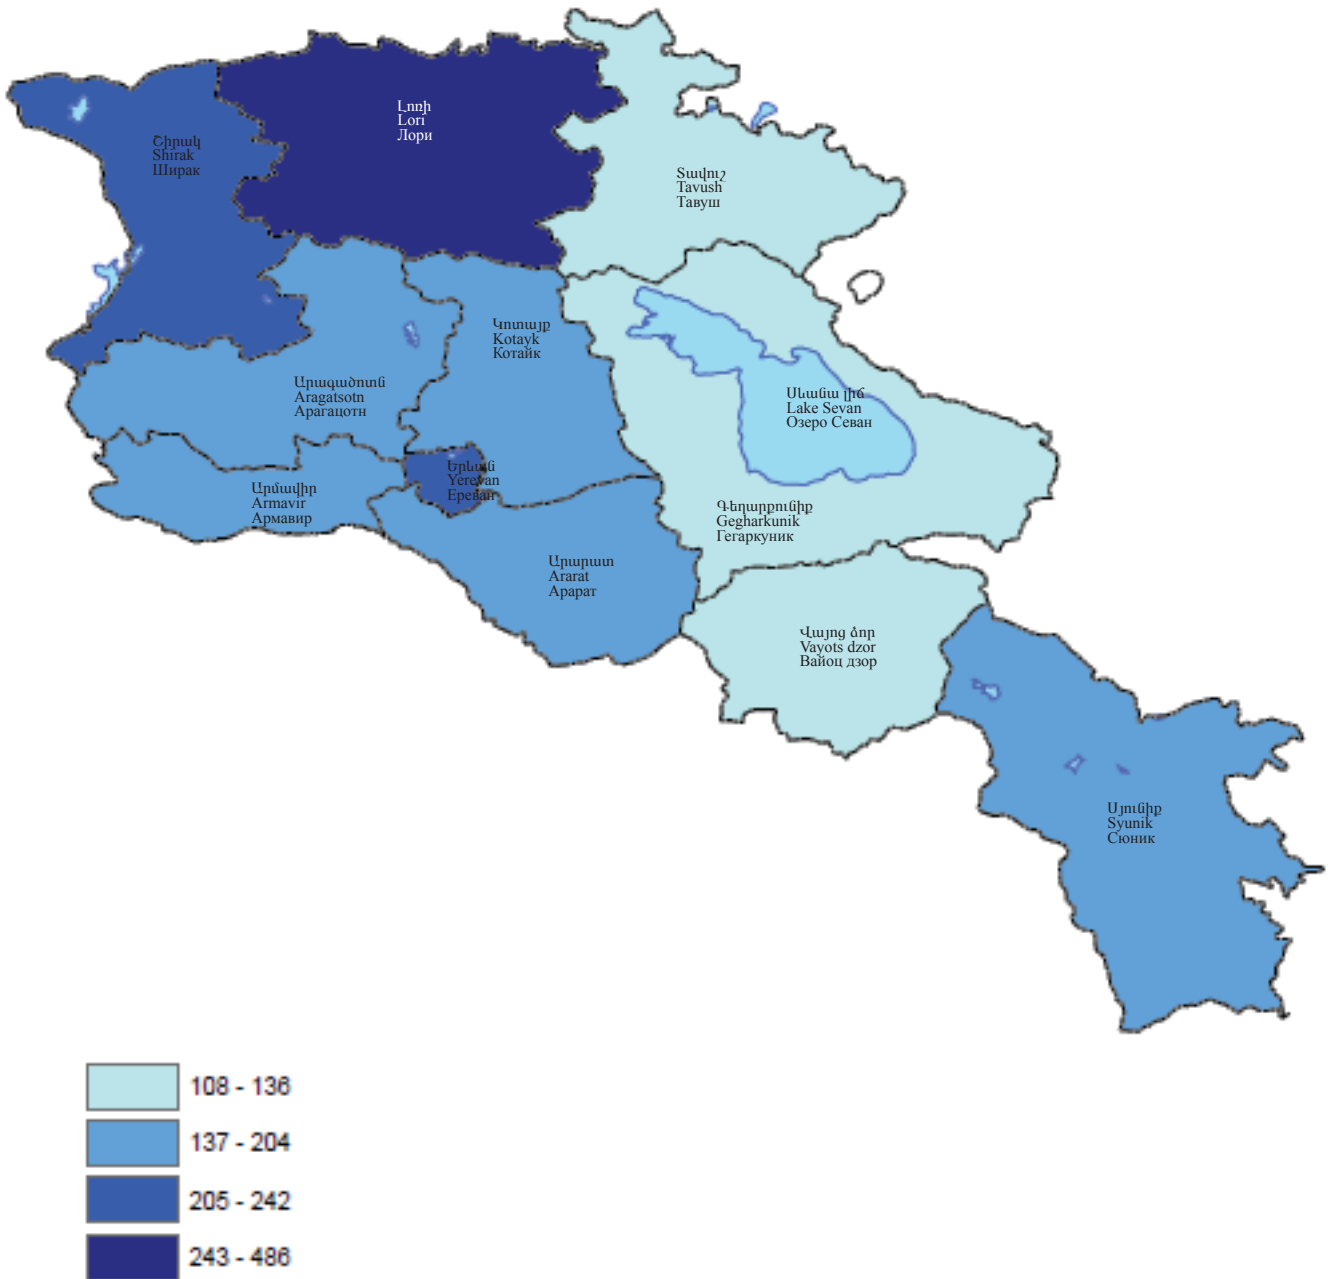 Լոռի
Lori
Лори
Շիրակ
Shirak
Ширак
Տավուշ
Tavush
Тавуш
Կոտայք
Kotayk
Котайк
Արագածոտն
Aragatsotn
Арагацотн
Սևանա լիճ
Lake Sevan
Озеро Севан
Երևան
Yerevan
Ереван
Արմավիր
Armavir
Армавир
Գեղարքունիք
Gegharkunik
Гегаркуник
Արարատ
Ararat
Арарат
Վայոց ձոր
Vayots dzor
Вайоц дзор
Սյունիք
Syunik
Сюник
108 - 136
137 - 204
205 - 242
243 - 486